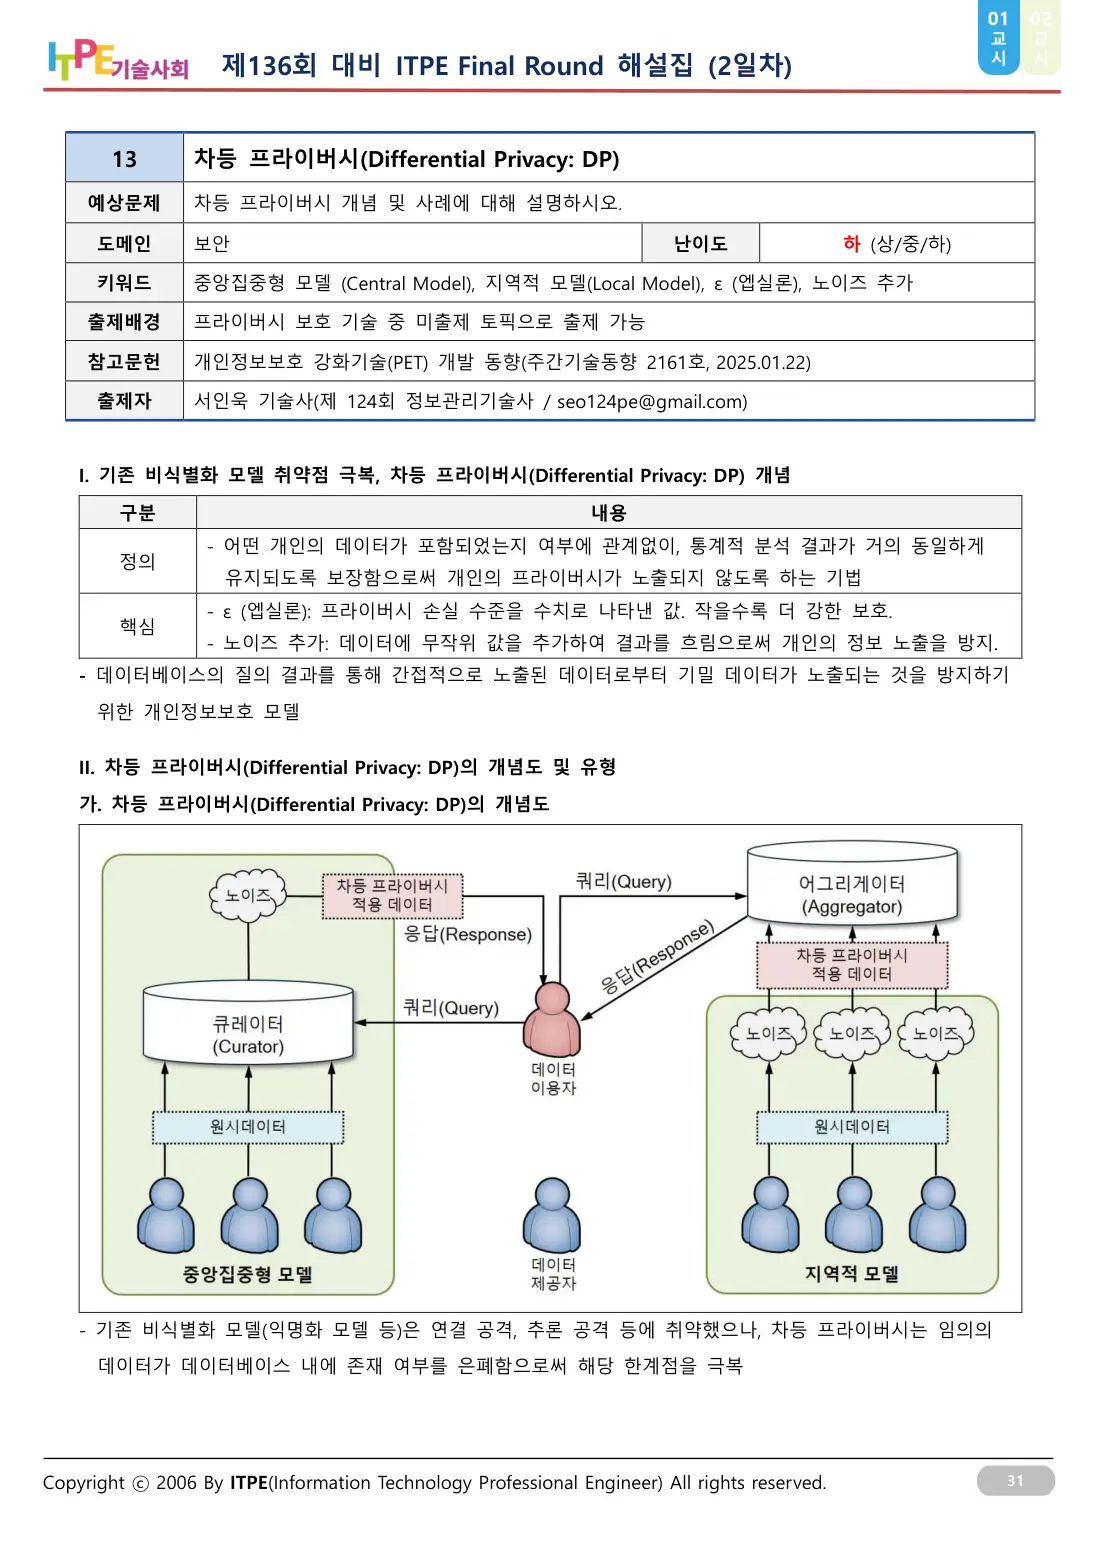 01
교
시
02
교
시
ITPE기술사회 제136회 대비 ITPE Final Round 해설집 (2일차)
13 차등 프라이버시(Differential Privacy: DP)
예상문제 차등 프라이버시 개념 및 사례에 대해 설명하시오.
도메인 보안 난이도 하 (상/중/하)
키워드 중앙집중형 모델 (Central Model), 지역적 모델(Local Model), ε (엡실론), 노이즈 추가
출제배경 프라이버시 보호 기술 중 미출제 토픽으로 출제 가능
참고문헌 개인정보보호 강화기술(PET) 개발 동향(주간기술동향 2161호, 2025.01.22)
출제자 서인욱 기술사(제 124회 정보관리기술사 / seo124pe@gmail.com)
I. 기존 비식별화 모델 취약점 극복, 차등 프라이버시(Differential Privacy: DP) 개념
구분 내용
정의 - 어떤 개인의 데이터가 포함되었는지 여부에 관계없이, 통계적 분석 결과가 거의 동일하게
유지되도록 보장함으로써 개인의 프라이버시가 노출되지 않도록 하는 기법
핵심 - ε (엡실론): 프라이버시 손실 수준을 수치로 나타낸 값. 작을수록 더 강한 보호.
- 노이즈 추가: 데이터에 무작위 값을 추가하여 결과를 흐림으로써 개인의 정보 노출을 방지.
- 데이터베이스의 질의 결과를 통해 간접적으로 노출된 데이터로부터 기밀 데이터가 노출되는 것을 방지하기
위한 개인정보보호 모델
II. 차등 프라이버시(Differential Privacy: DP)의 개념도 및 유형
가. 차등 프라이버시(Differential Privacy: DP)의 개념도
노이즈
차등 프라이버시
적용 데이터
응답(Response)
큐레이터
(Curator)
원시데이터
중앙집중형 모델
쿼리(Query)
쿼리(Query)
응답(Response)
데이터
이용자
데이터
제공자
어그리게이터
(Aggregator)
차등 프라이버시
적용 데이터
노이즈 노이즈 노이즈
원시데이터
지역적 모델
- 기존 비식별화 모델(익명화 모델 등)은 연결 공격, 추론 공격 등에 취약했으나, 차등 프라이버시는 임의의
데이터가 데이터베이스 내에 존재 여부를 은폐함으로써 해당 한계점을 극복
Copyright ⓒ 2006 By ITPE(Information Technology Professional Engineer) All rights reserved.
31